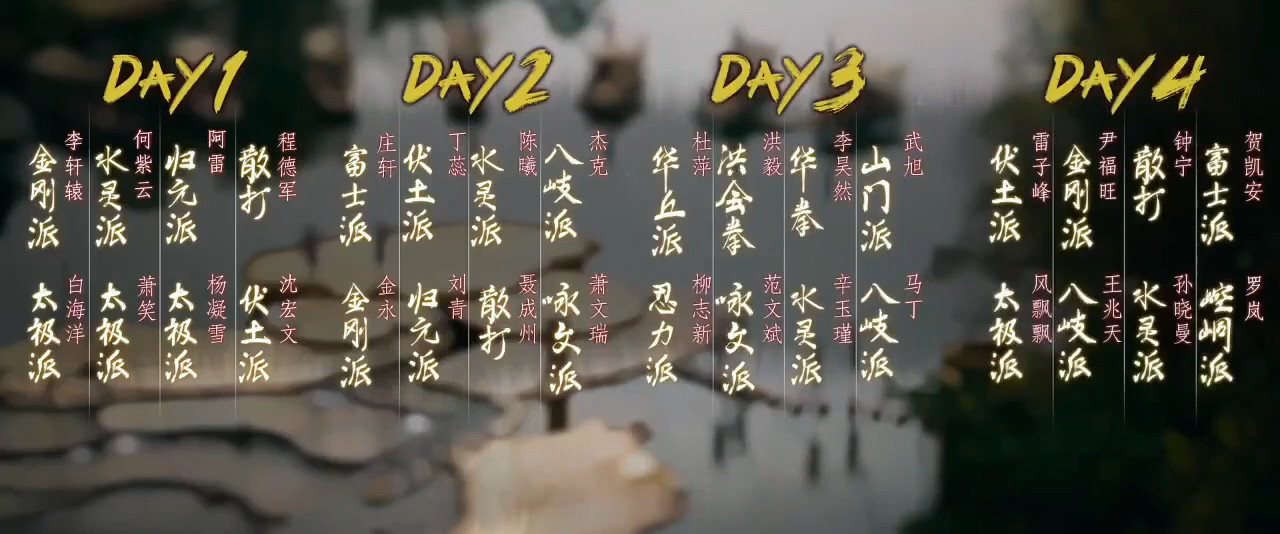 DAY1
金刚派
李轩辕
水灵派
何紫云
归元派
阿雷
散打
程德军
太极派
白海洋
太极派
萧笑
太极派
杨凝雪
伏土派
沈宏文
DAY2
富士派
庄轩
伏土派
丁蕊
水灵派
陈曦
八岐派
杰克
金刚派
金永
归元派
刘青
散打
聂成州
咏文派
萧文瑞
DAY3
华丘派
杜萍
洪会拳
洪毅
华拳
李昊然
山门派
武旭
忍力派
柳志新
咏文派
范文斌
水灵派
辛玉瑾
八岐派
马丁
DAY4
伏土派
雷子峰
金刚派
尹福旺
散打
钟宁
富士派
贺凯安
太极派
风飘飘
八岐派
王兆天
水灵派
孙晓曼
崆峒派
罗岚